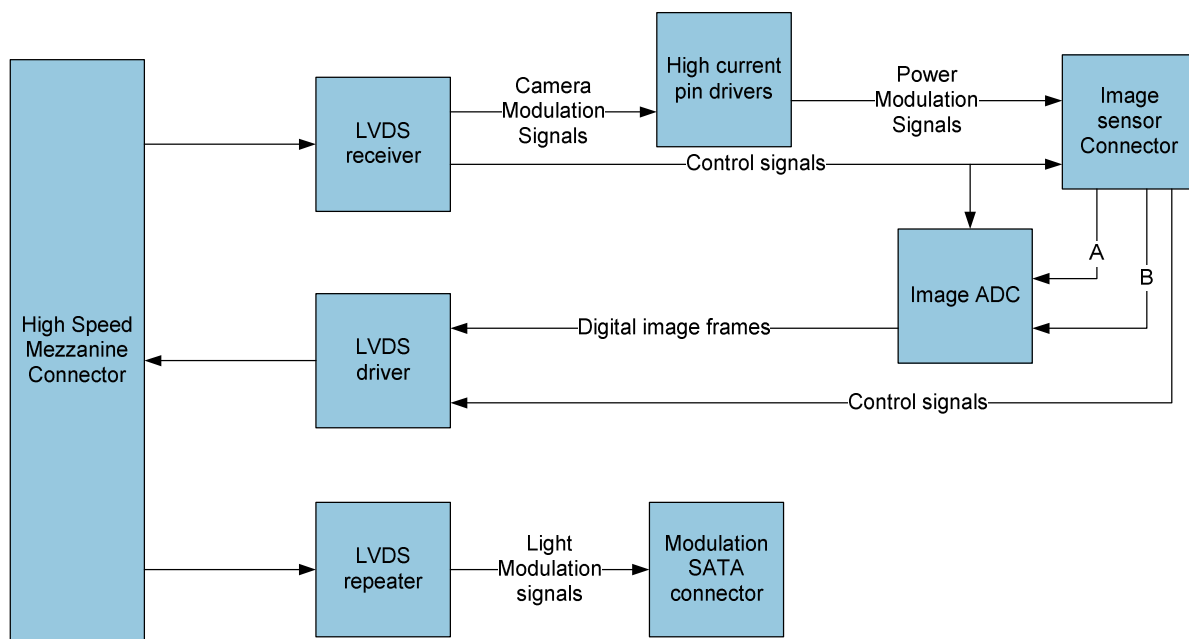 High Speed
Mezzanine
Connector
LVDS
receiver
Camera
Modulation
Signals
High current
pin drivers
Power
Modulation
Signals
Image
sensor
Connector
Control signals
A
B
Image ADC
Digital image frames
LVDS
driver
Control signals
LVDS
repeater
Light
Modulation
signals
Modulation
SATA
connector